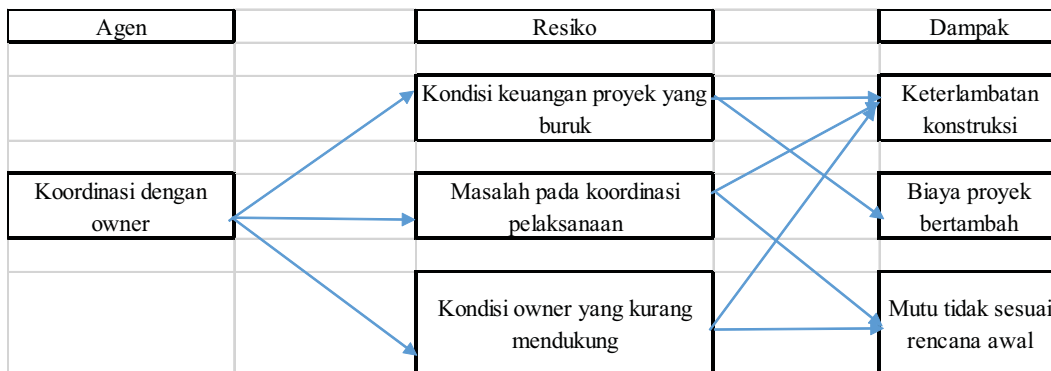 Agen
Resiko
Dampak
Kondisi keuangan proyek yang
buruk
Keterlambatan
konstruksi
Koordinasi dengan
owner
Masalah pada koordinasi
pelaksanaan
Biaya proyek
bertambah
Kondisi owner yang kurang
mendukung
Mutu tidak sesuai
rencana awal